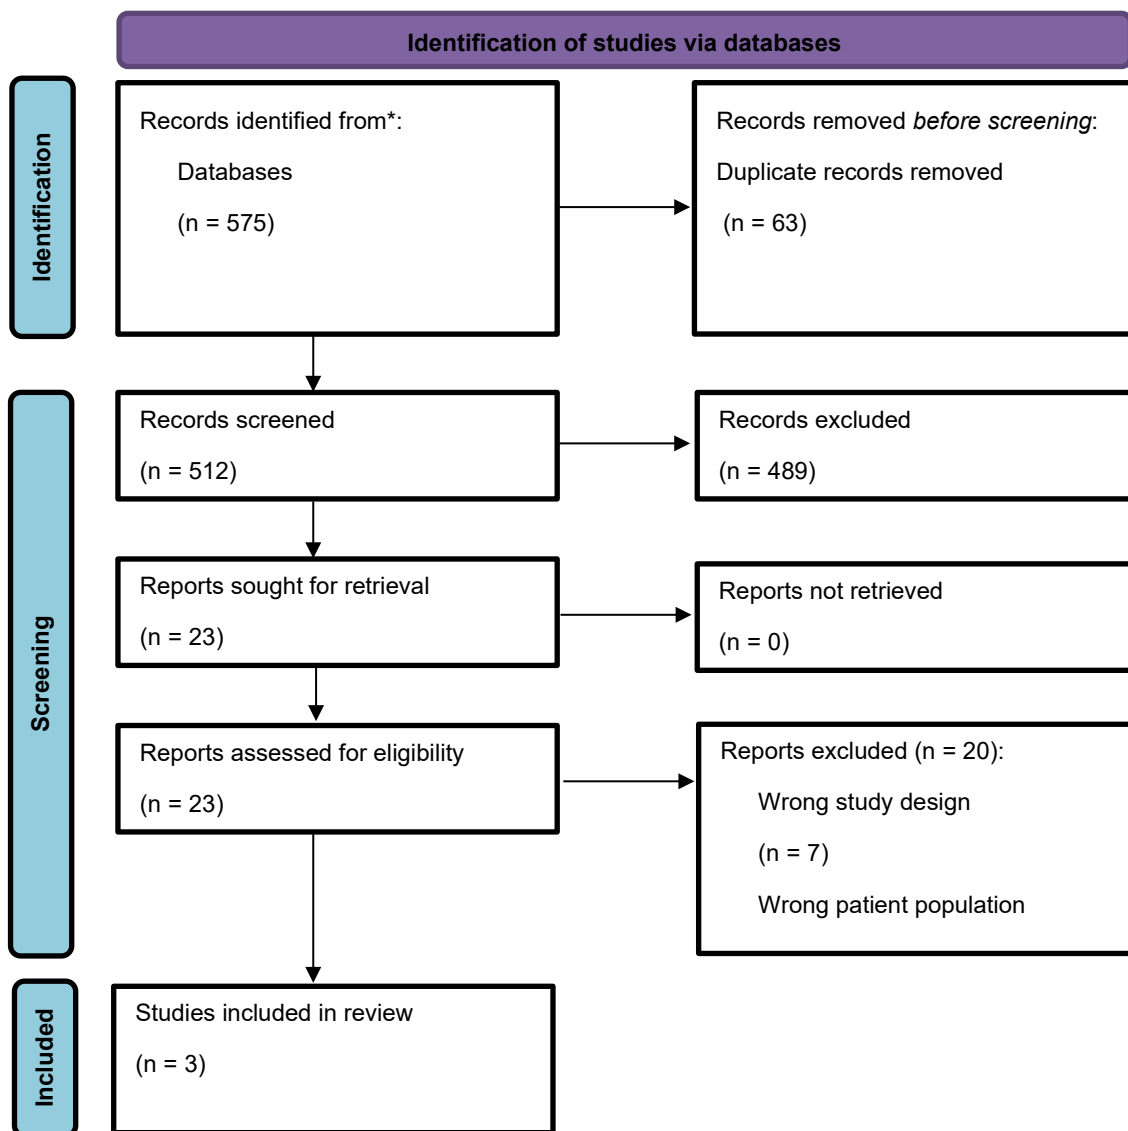 Identification of studies via databases
Identification
Records identified from*:
Databases
(n = 575)
Records removed before screening:
Duplicate records removed
(n = 63)
Screening
Records screened
(n = 512)
Records excluded
(n = 489)
Reports sought for retrieval
(n = 23)
Reports not retrieved
(n = 0)
Reports assessed for eligibility
(n = 23)
Reports excluded (n = 20):
Wrong study design
(n = 7)
Wrong patient population
Included
Studies included in review
(n = 3)